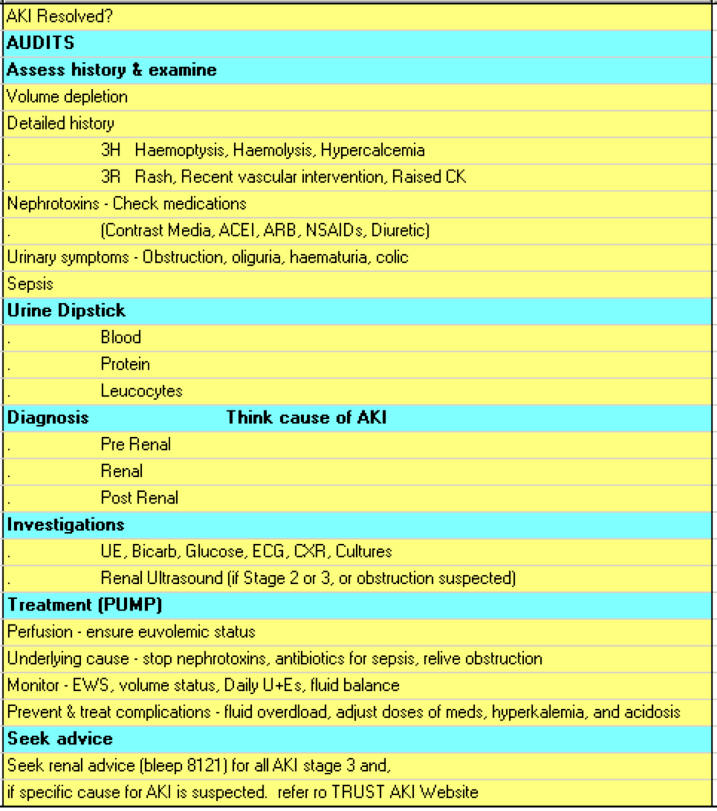 AKI Resolved?
AUDITS
Assess history & examine
Volume depletion
Detailed history
. 3H Haemoptysis, Haemolysis, Hypercalcemia
. 3R Rash, Recent vascular intervention, Raised CK
Nephrotoxins - Check medications
. (Contrast Media, ACEI, ARB, NSAIDs, Diuretic)
Urinary symptoms - Obstruction, oliguria, haematuria, colic
Sepsis
Urine Dipstick
. Blood
. Protein
. Leucocytes
Diagnosis Think cause of AKI
. Pre Renal
. Renal
. Post Renal
Investigations
. UE, Bicarb, Glucose, ECG, CXR, Cultures
. Renal Ultrasound (if Stage 2 or 3, or obstruction suspected)
Treatment (PUMP)
Perfusion - ensure euvolemic status
Underlying cause - stop nephrotoxins, antibiotics for sepsis, relive obstruction
Monitor - EWS, volume status, Daily U+Es, fluid balance
Prevent & treat complications - fluid overload, adjust doses of meds, hyperkalemia, and acidosis
Seek advice
Seek renal advice (bleep 8121) for all AKI stage 3 and,
if specific cause for AKI is suspected. refer ro TRUST AKI Website